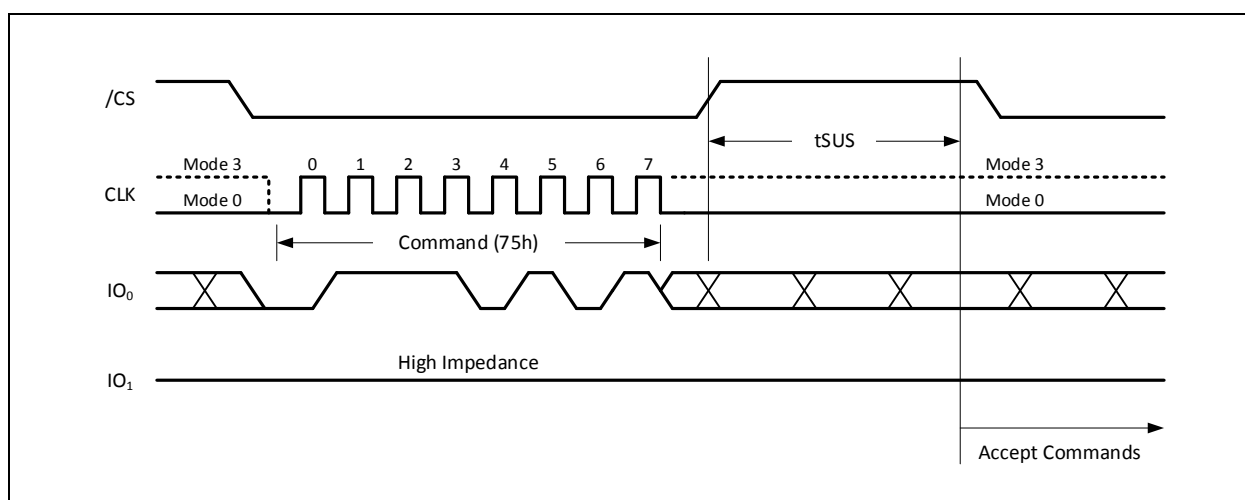 /CS
tSUS
Mode 3 0 1 2 3 4 5 6 7 Mode 3
CLK
Mode 0 Mode 0
Command (75h)
IO0
High Impedance
IO1
Accept Commands